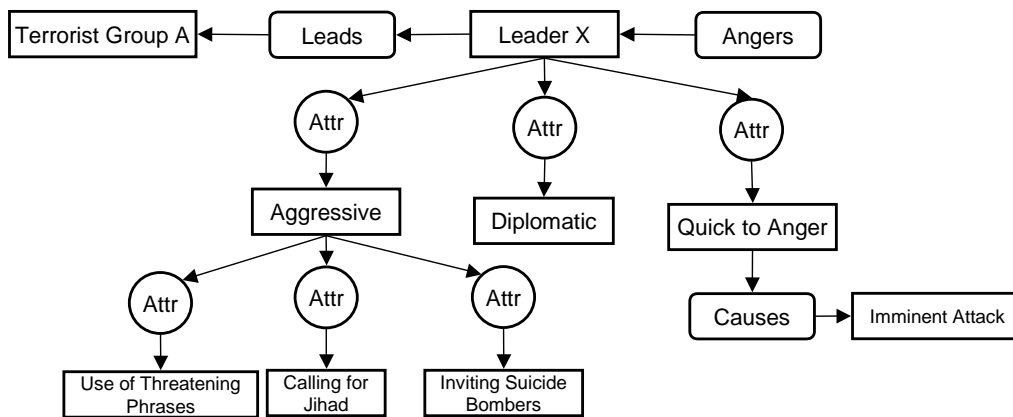 Terrorist Group A
Leads
Leader X
Angers
Attr
Attr
Attr
Aggressive
Diplomatic
Quick to Anger
Attr
Attr
Attr
Causes
Imminent Attack
Use of Threatening
Phrases
Calling for
Jihad
Inviting Suicide
Bombers